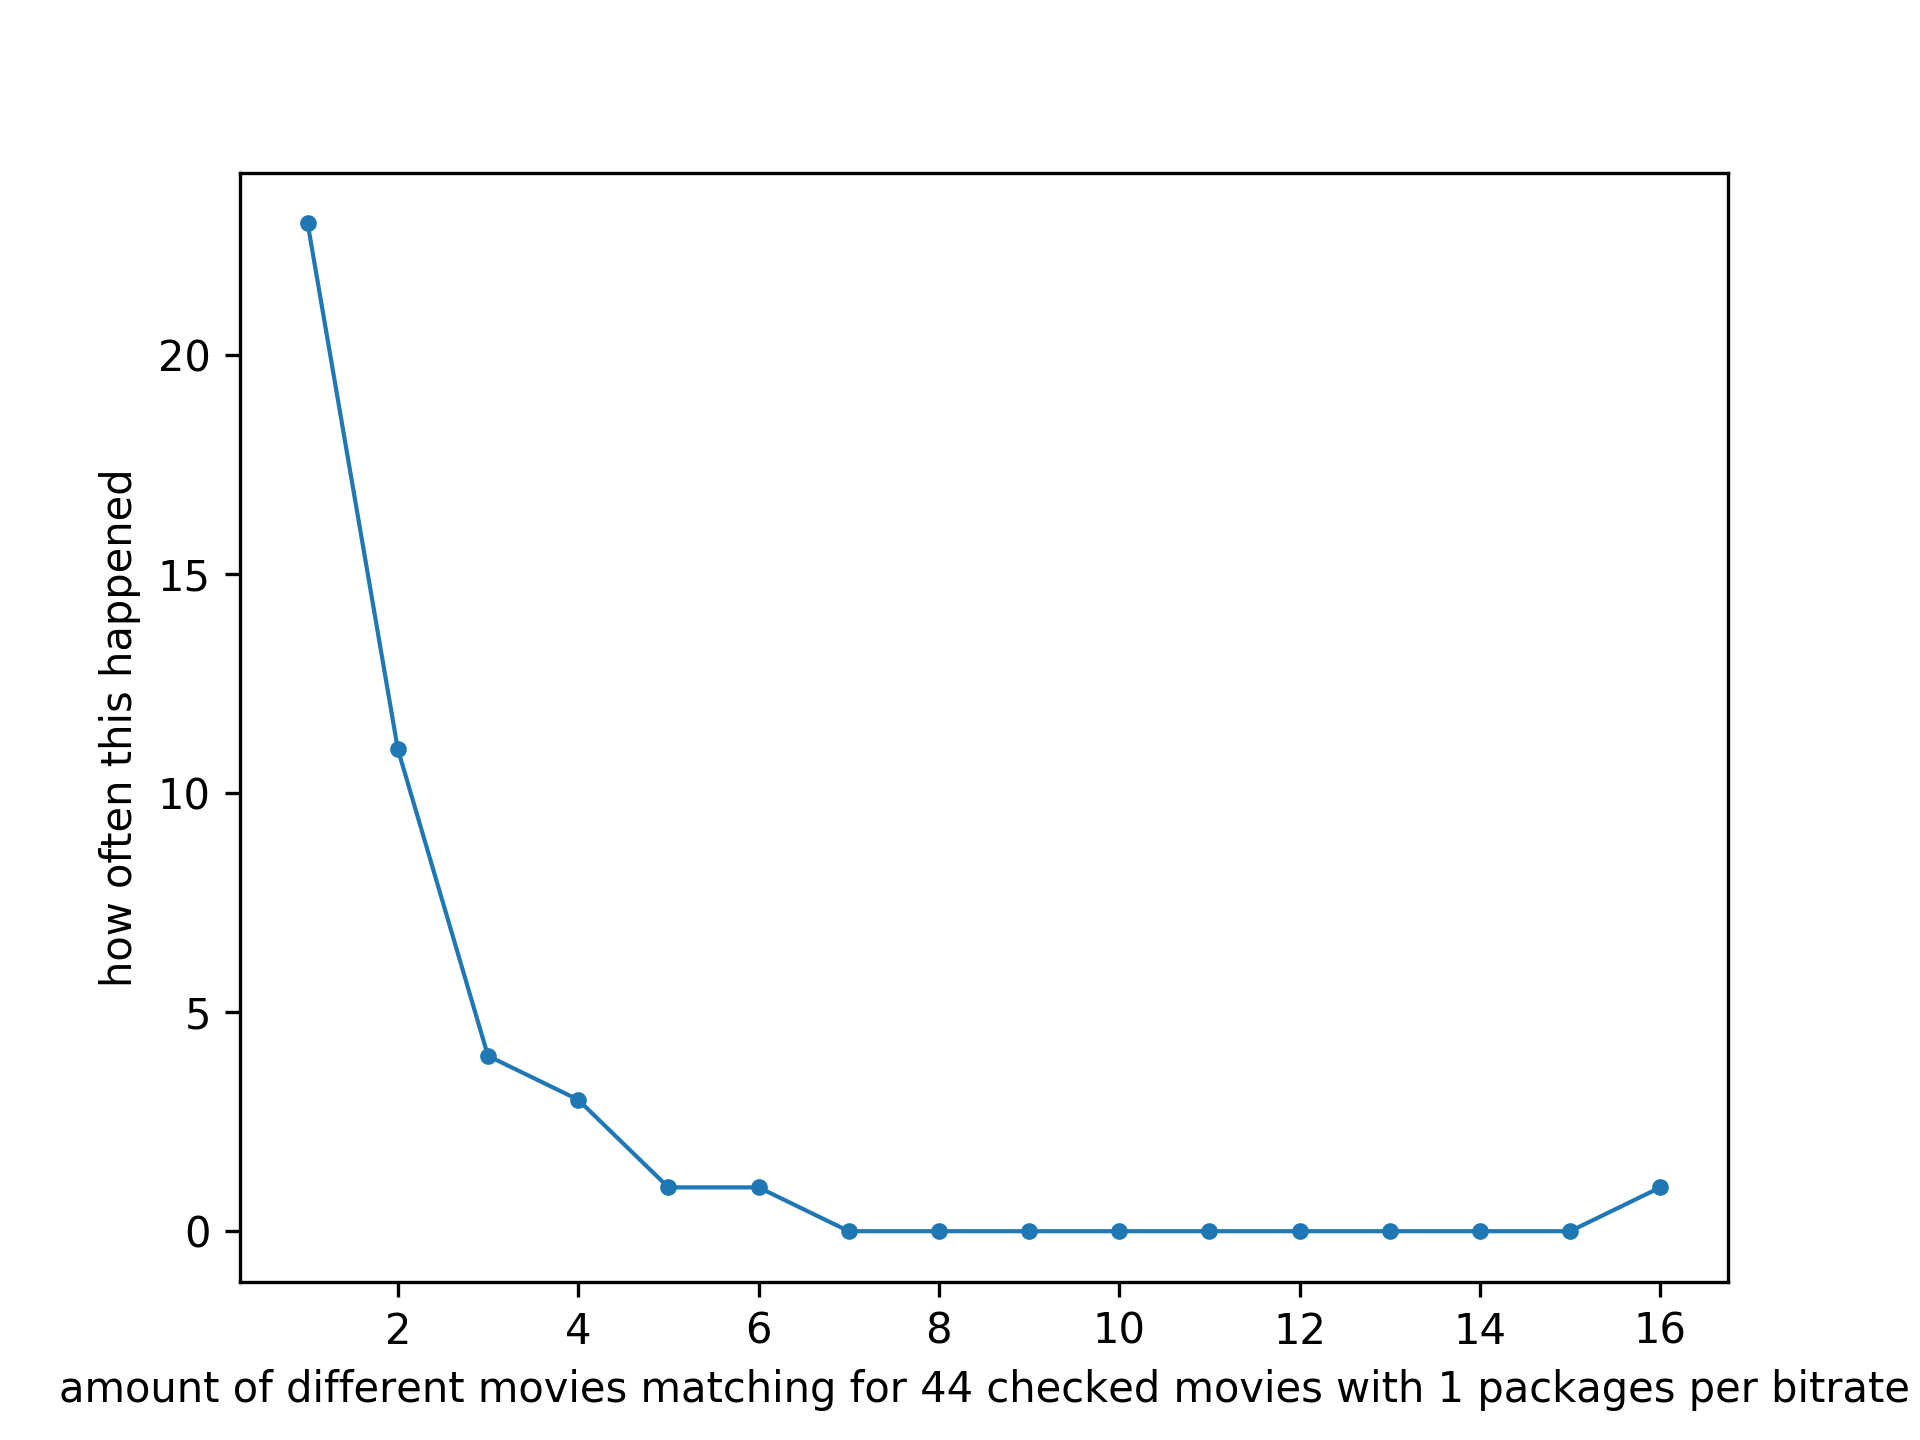 how often this happened
20
15
10
5
0
2 4 6 8 10 12 14 16
amount of different movies matching for 44 checked movies with 1 packages per bitrate